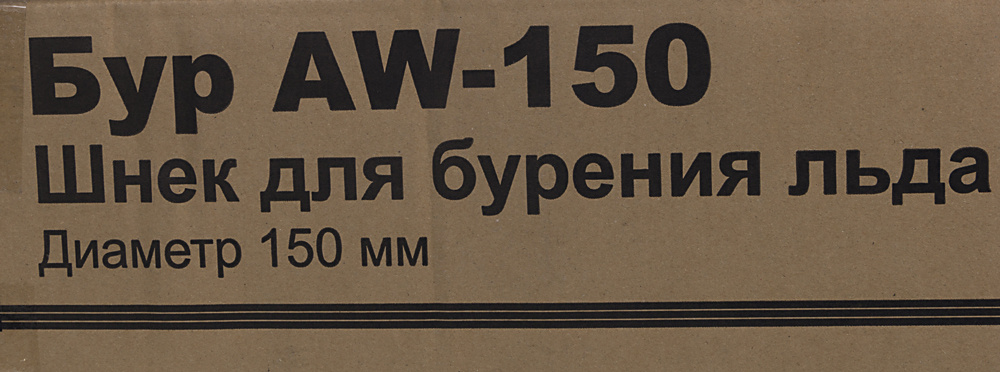 Бур AW-150
Шнек для бурения льда
Диаметр 150 мм